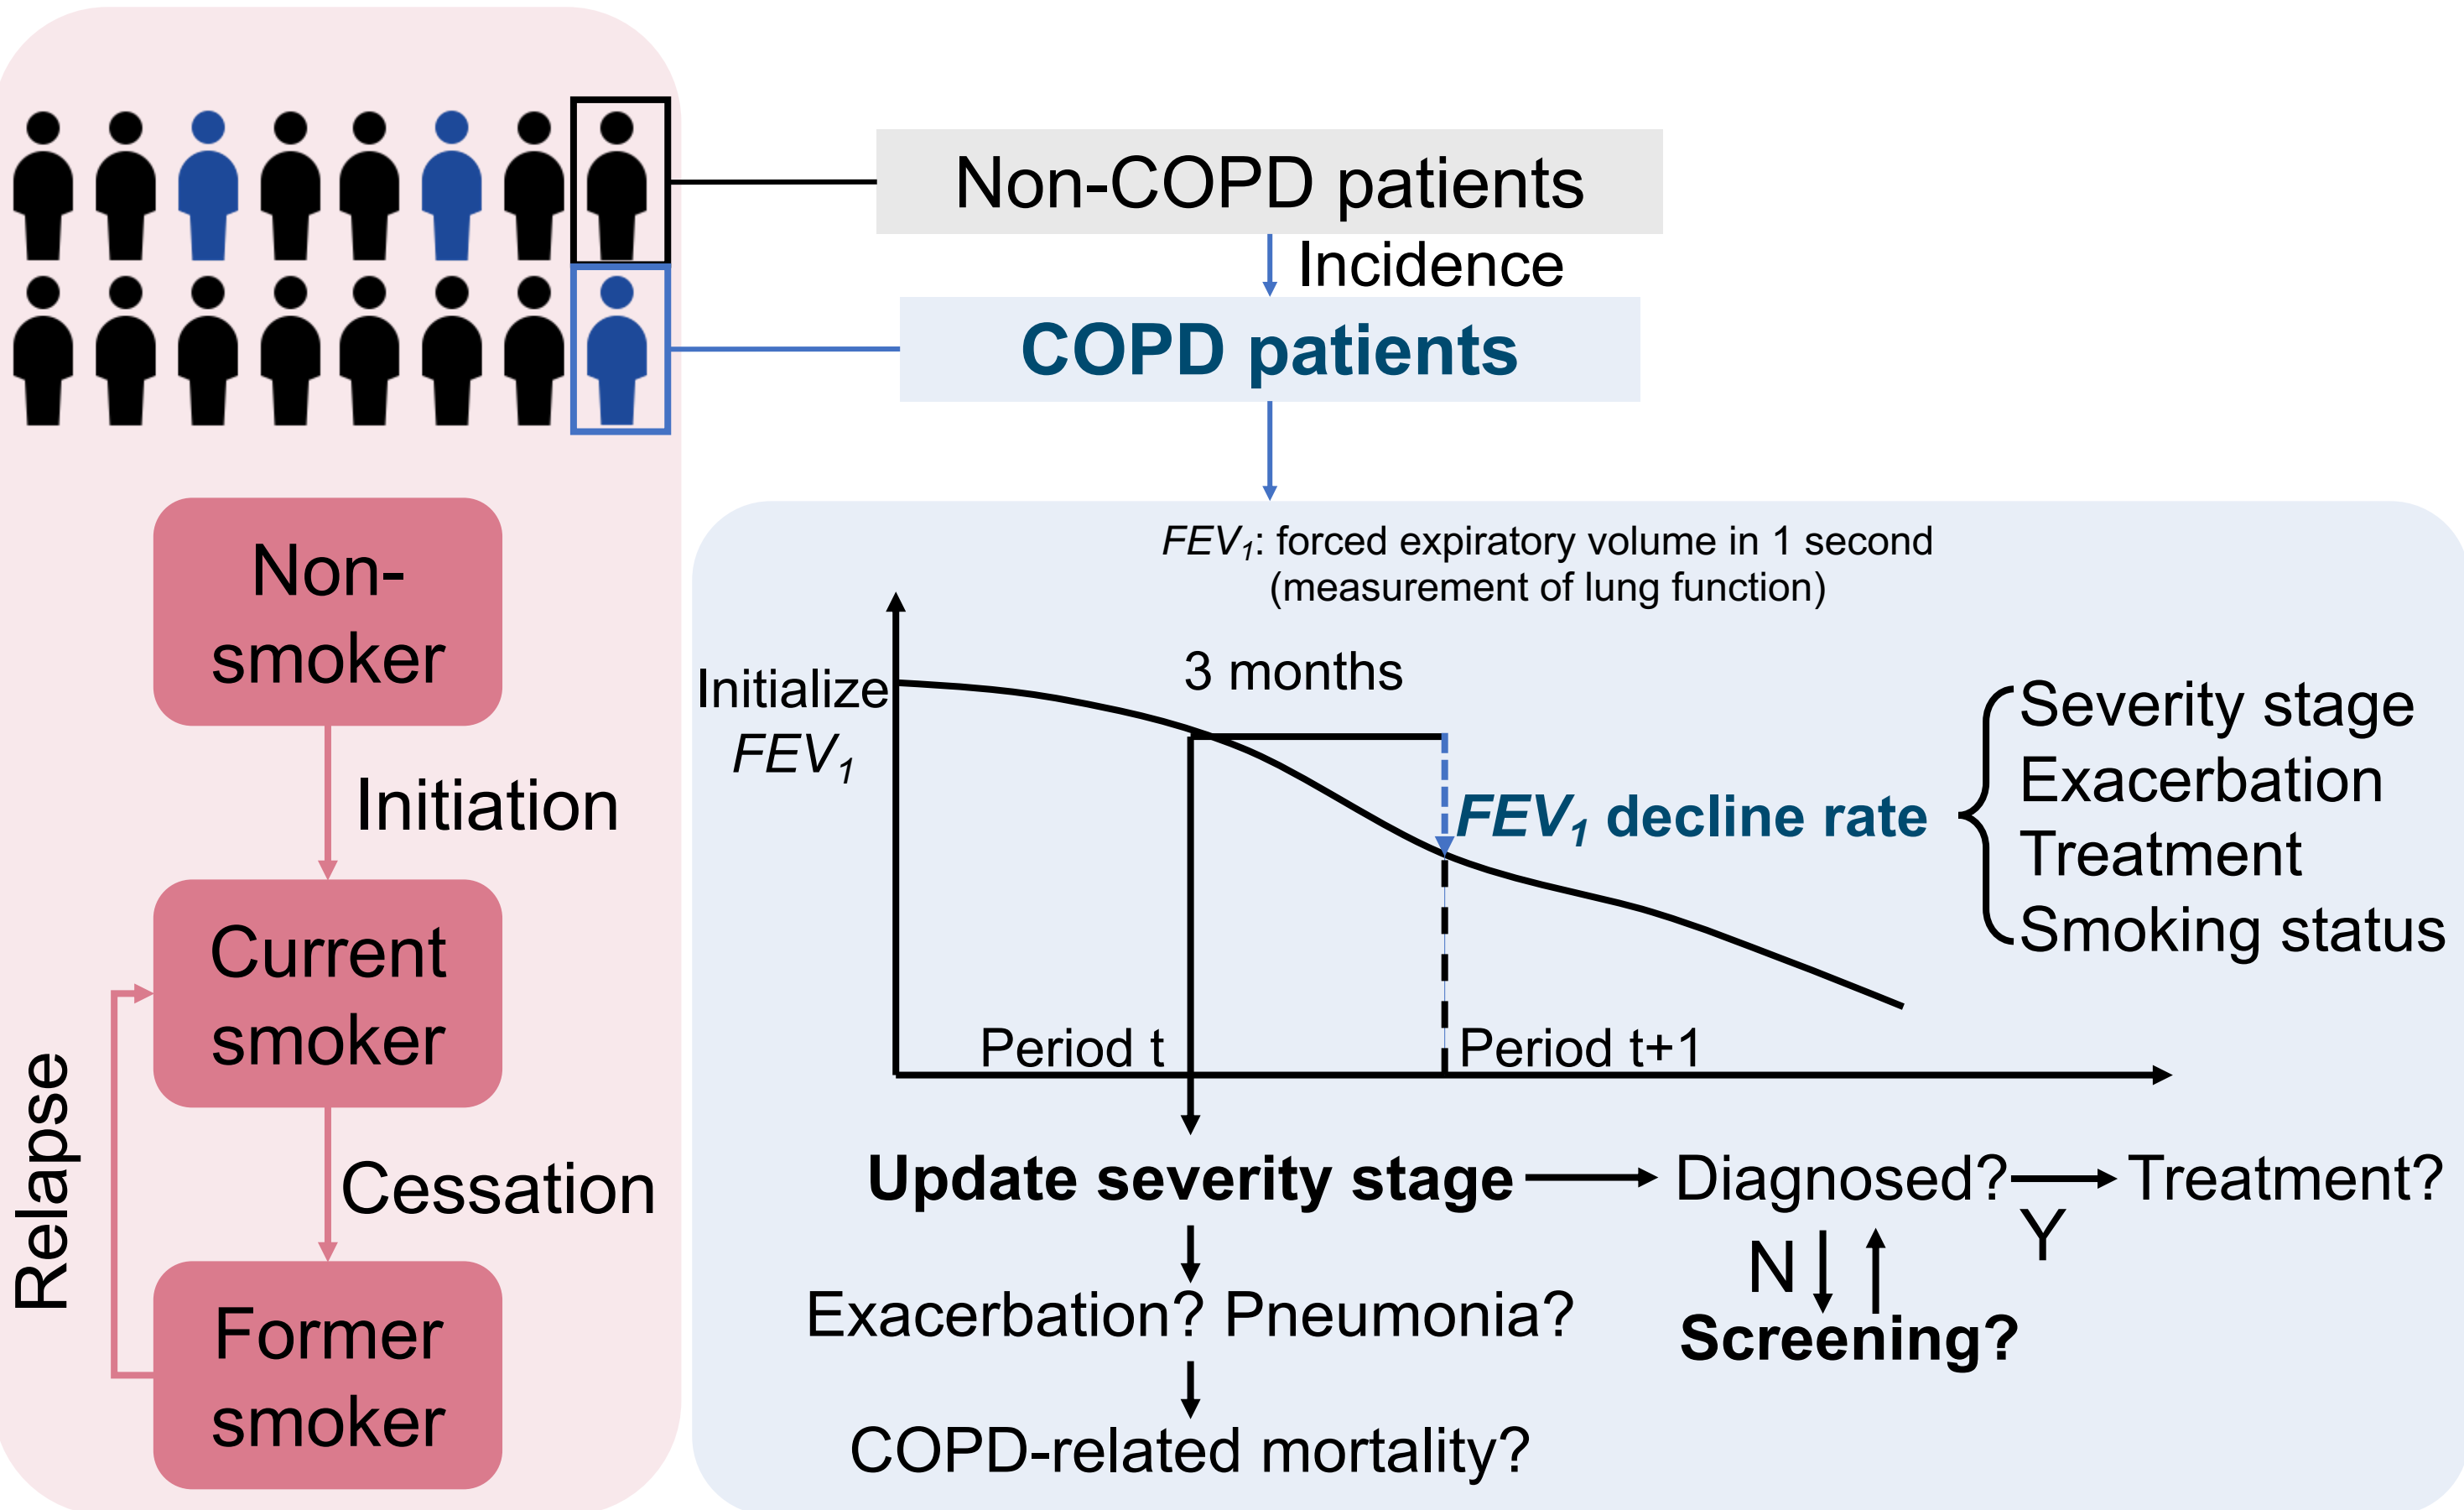 Non-COPD patients
Incidence
COPD patients
Non-
smoker
Initiation
Current
smoker
Cessation
Former
smoker
Relapse
FEV1: forced expiratory volume in 1 second
(measurement of lung function)
Initialize
FEV1
3 months
FEV1 decline rate
Severity stage
Exacerbation
Treatment
Smoking status
Period t
Period t+1
Update severity stage
Diagnosed?
Treatment?
Y
N
Screening?
Exacerbation? Pneumonia?
COPD-related mortality?